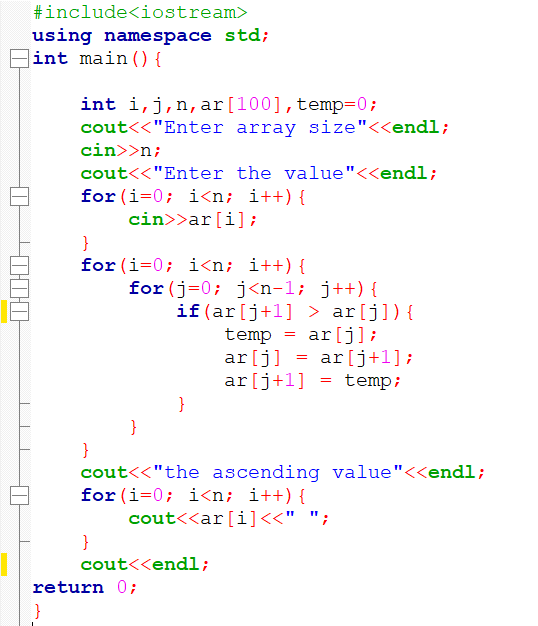 #include<iostream>
using namespace std;
int main(){
int i,j,n,ar[100],temp=0;
cout<<"Enter array size"<<endl;
cin>>n;
cout<<"Enter the value"<<endl;
for(i=0; i<n; i++){
cin>>ar[i];
}
for(i=0; i<n; i++){
for(j=0; j<n-1; j++){
if(ar[j+1] > ar[j]){
temp = ar[j];
ar[j] = ar[j+1];
ar[j+1] = temp;
}
}
}
cout<<"the ascending value"<<endl;
for(i=0; i<n; i++){
cout<<ar[i]<<" ";
}
cout<<endl;
return 0;
}